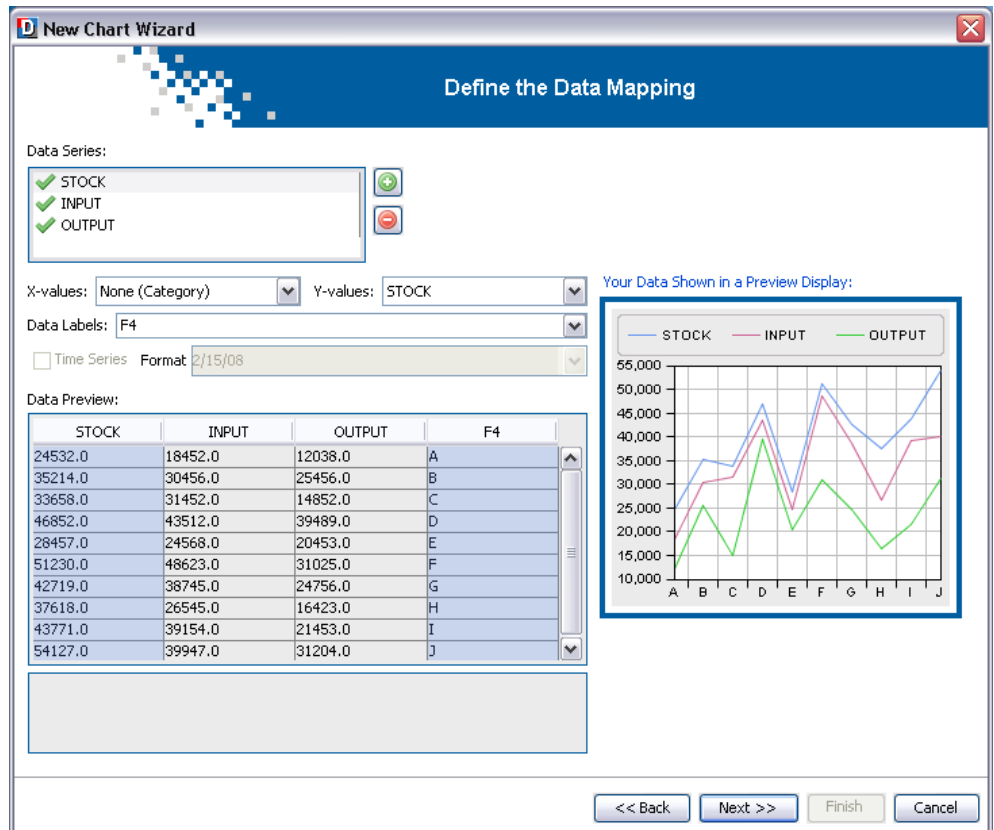 D New Chart Wizard
Define the Data Mapping
Data Series:
STOCK
INPUT
OUTPUT
X-values: None (Category) Y-values: STOCK
Data Labels: F4
Time Series Format 2/15/08
Data Preview:
STOCK INPUT OUTPUT F4
24532.0 18452.0 12038.0 A
35214.0 30456.0 25456.0 B
33658.0 31452.0 14852.0 C
46852.0 43512.0 39489.0 D
28457.0 24568.0 20453.0 E
51230.0 48623.0 31025.0 F
42719.0 38745.0 24756.0 G
37618.0 26545.0 16423.0 H
43771.0 39154.0 21453.0 I
54127.0 39947.0 31204.0 J
Your Data Shown in a Preview Display:
STOCK INPUT OUTPUT
55,000
50,000
45,000
40,000
35,000
30,000
25,000
20,000
15,000
10,000
A B C D E F G H I J
<< Back Next >> Finish Cancel